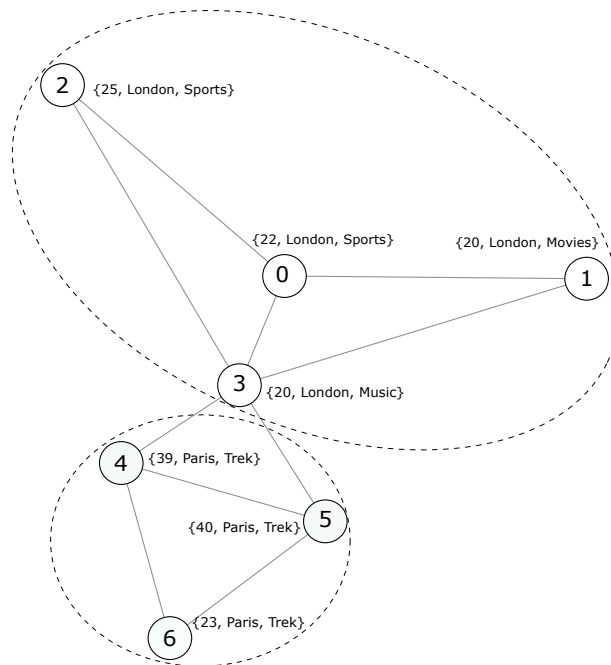 2
{25, London, Sports}
{22, London, Sports}
{20, London, Movies}
0
1
3
{20, London, Music}
4
{39, Paris, Trek}
5
{40, Paris, Trek}
6
{23, Paris, Trek}